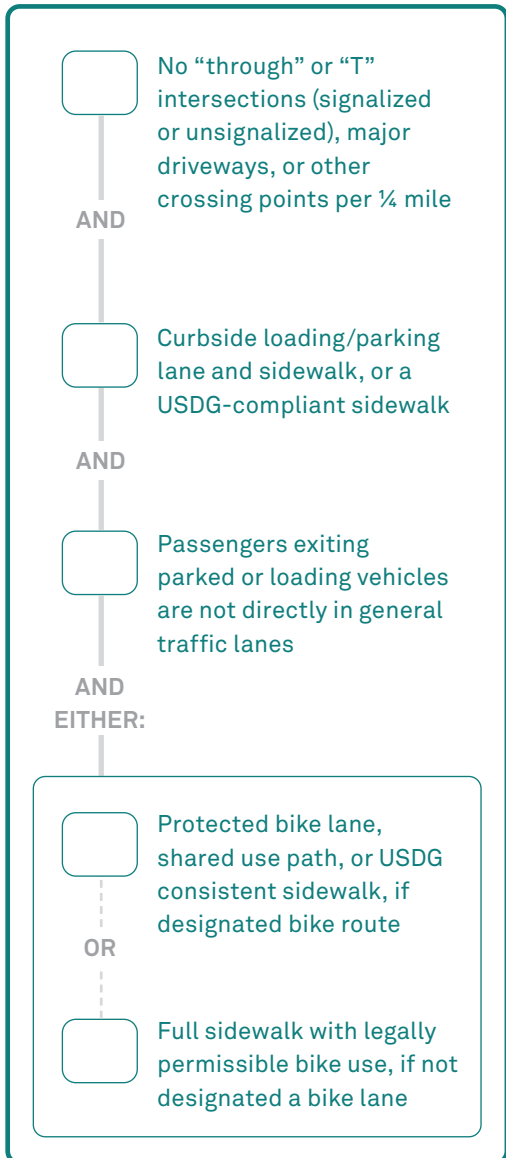 No “through” or “T”
intersections (signalized
or unsignalized), major
driveways, or other
crossing points per ¼ mile
AND
Curbside loading/parking
lane and sidewalk, or a
USDG-compliant sidewalk
AND
Passengers exiting
parked or loading vehicles
are not directly in general
traffic lanes
AND
EITHER:
Protected bike lane,
shared use path, or USDG
consistent sidewalk, if
designated bike route
OR
Full sidewalk with legally
permissible bike use, if not
designated a bike lane